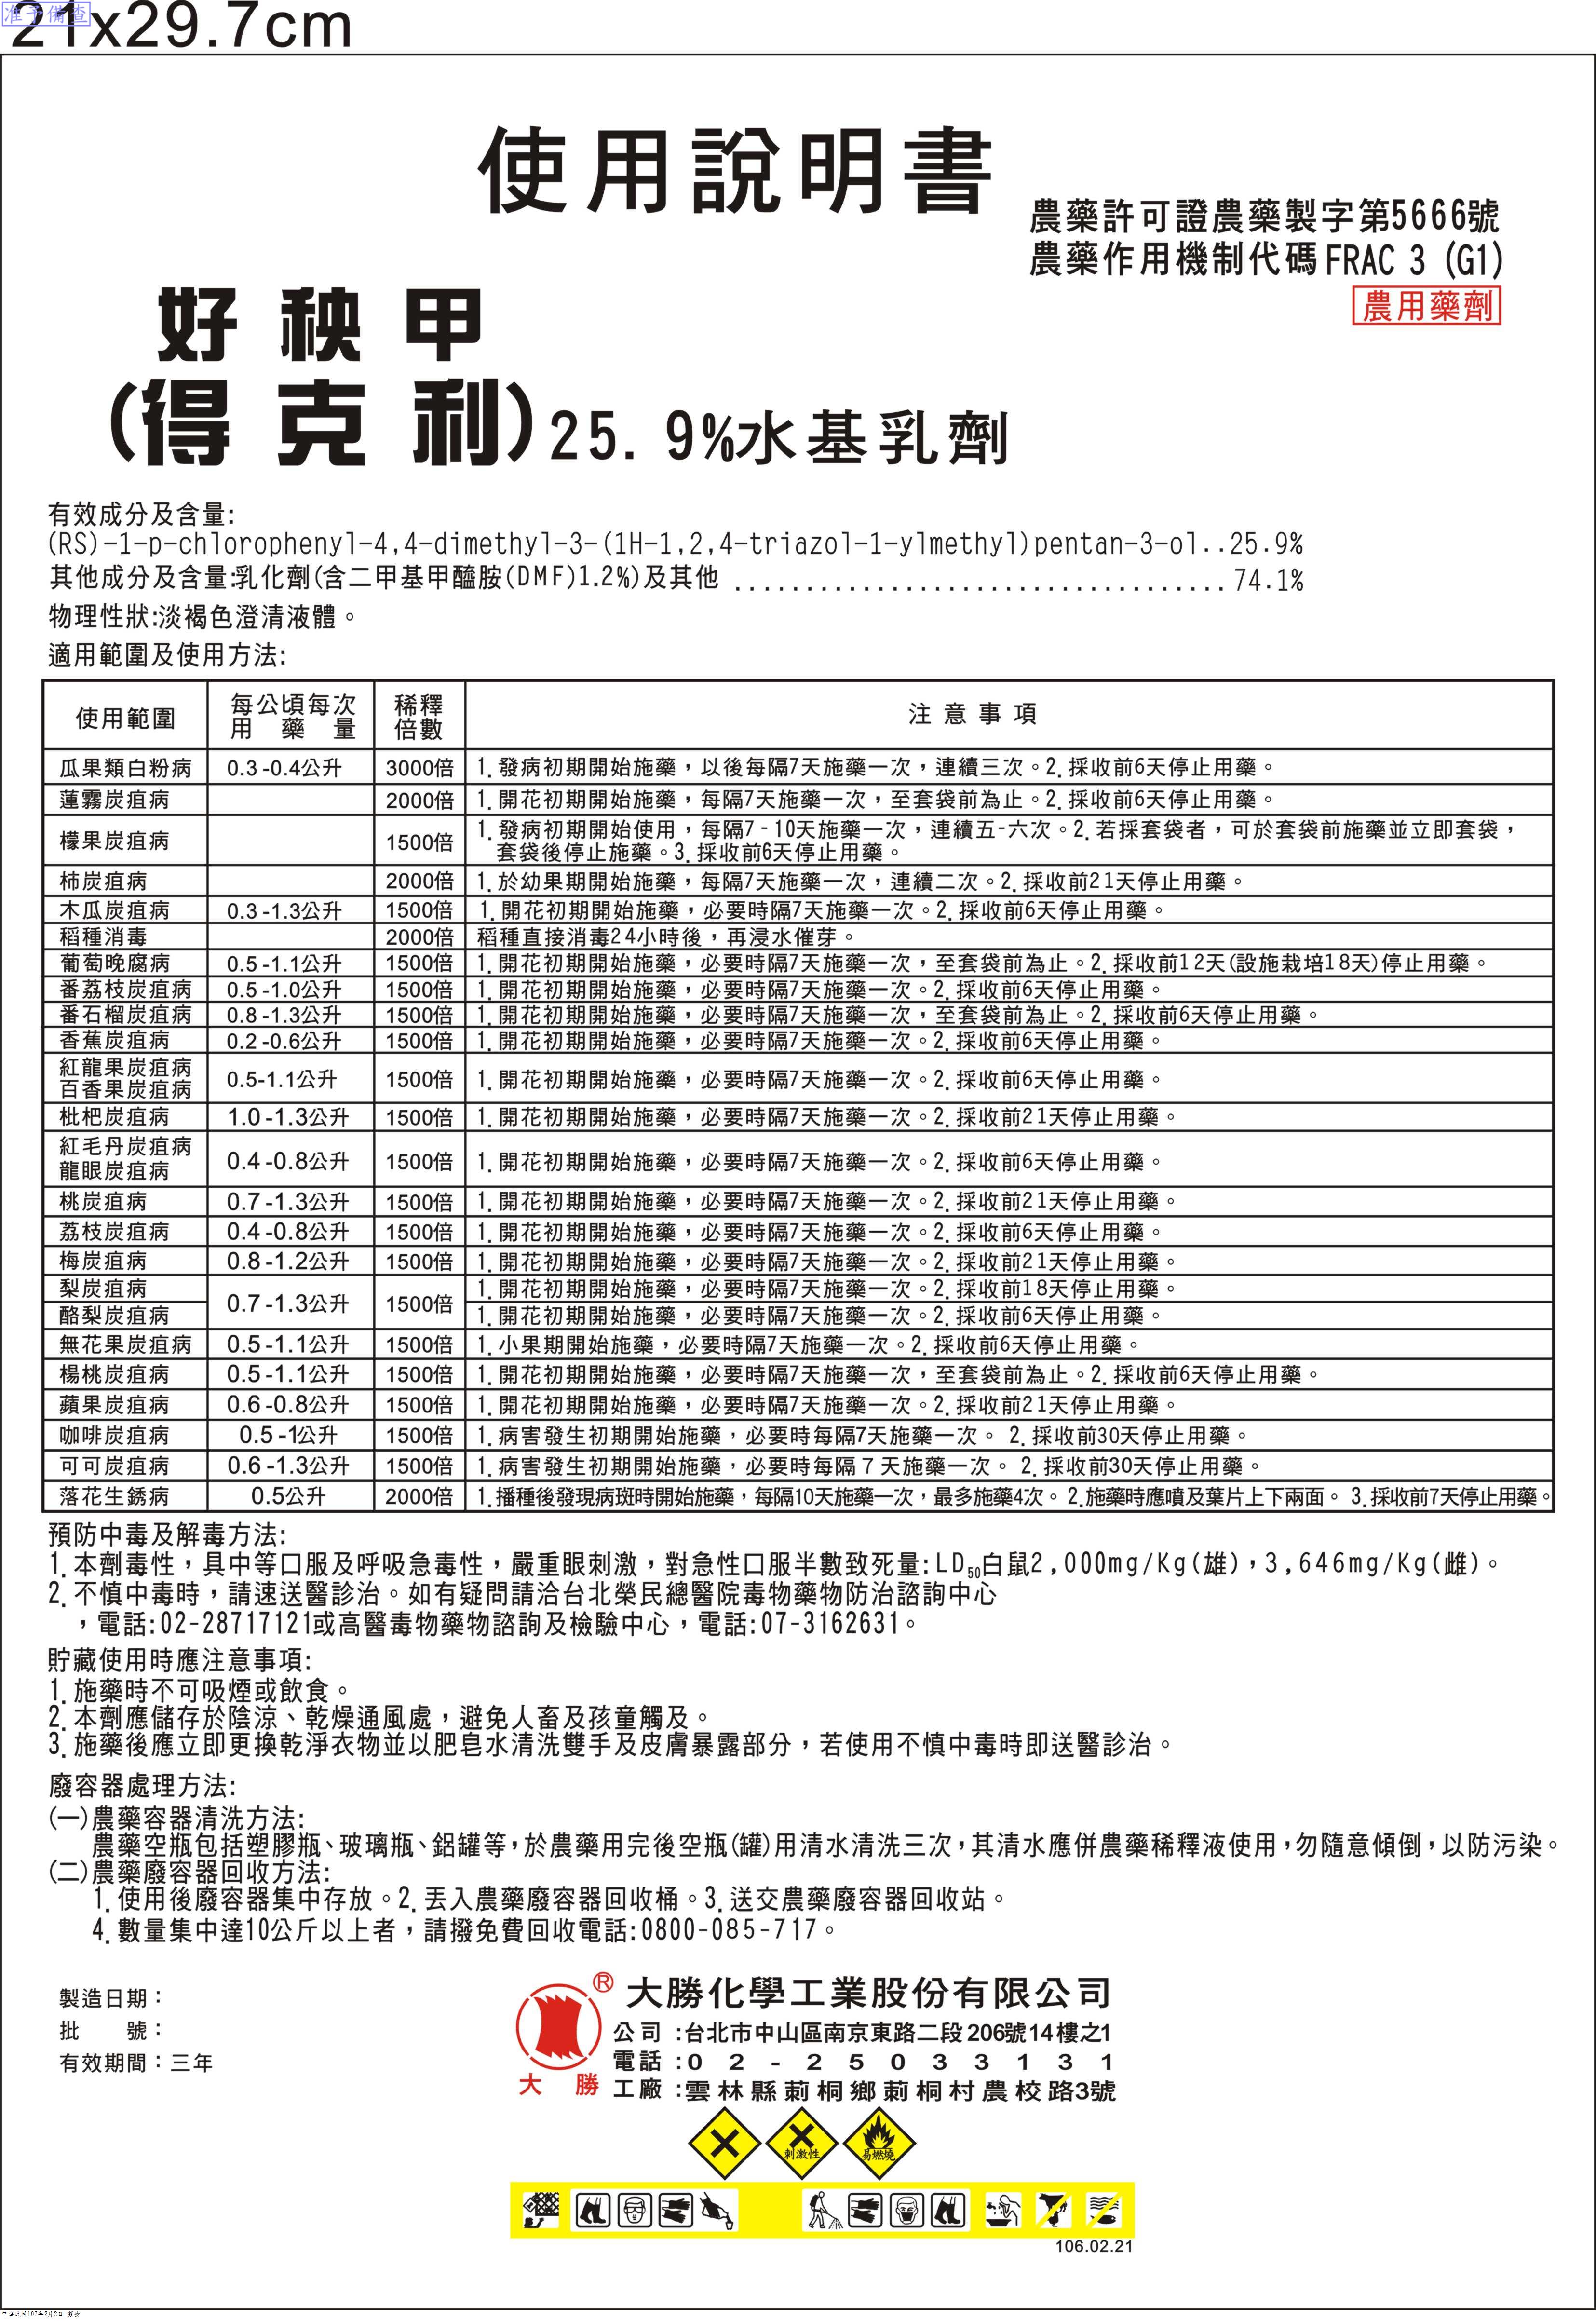 准予備查
21x29.7cm
使用說明書
農藥許可證農藥製字第5666號
農藥作用機制代碼FRAC 3 (G1)
農用藥劑
好秧甲
(得克利)25.9%水基乳劑
有效成分及含量:
(RS)-1-p-chlorophenyl-4,4-dimethyl-3-(1H-1,2,4-triazol-1-ylmethyl)pentan-3-ol..25.9%
其他成分及含量:乳化劑(含二甲基甲醯胺(DMF)1.2%)及其他 .................................. 74.1%
物理性狀:淡褐色澄清液體。
適用範圍及使用方法:
使用範圍 每公頃每次用藥量 稀釋倍數 注意事項
瓜果類白粉病 0.3-0.4公升 3000倍 1.發病初期開始施藥，以後每隔7天施藥一次，連續三次。2.採收前6天停止用藥。
蓮霧炭疽病 2000倍 1.開花初期開始施藥，每隔7天施藥一次，至套袋前為止。2.採收前6天停止用藥。
檬果炭疽病 1500倍 1.發病初期開始使用，每隔7-10天施藥一次，連續五-六次。2.若採套袋者，可於套袋前施藥並立即套袋，
套袋後停止施藥。3.採收前6天停止用藥。
柿炭疽病 2000倍 1.於幼果期開始施藥，每隔7天施藥一次，連續二次。2.採收前21天停止用藥。
木瓜炭疽病 0.3-1.3公升 1500倍 1.開花初期開始施藥，必要時隔7天施藥一次。2.採收前6天停止用藥。
稻種消毒 2000倍 稻種直接消毒24小時後，再浸水催芽。
葡萄晚腐病 0.5-1.1公升 1500倍 1.開花初期開始施藥，必要時隔7天施藥一次，至套袋前為止。2.採收前12天(設施栽培18天)停止用藥。
番荔枝炭疽病 0.5-1.0公升 1500倍 1.開花初期開始施藥，必要時隔7天施藥一次。2.採收前6天停止用藥。
番石榴炭疽病 0.8-1.3公升 1500倍 1.開花初期開始施藥，必要時隔7天施藥一次，至套袋前為止。2.採收前6天停止用藥。
香蕉炭疽病 0.2-0.6公升 1500倍 1.開花初期開始施藥，必要時隔7天施藥一次。2.採收前6天停止用藥。
紅龍果炭疽病
百香果炭疽病 0.5-1.1公升 1500倍 1.開花初期開始施藥，必要時隔7天施藥一次。2.採收前6天停止用藥。
枇杷炭疽病 1.0-1.3公升 1500倍 1.開花初期開始施藥，必要時隔7天施藥一次。2.採收前21天停止用藥。
紅毛丹炭疽病
龍眼炭疽病 0.4-0.8公升 1500倍 1.開花初期開始施藥，必要時隔7天施藥一次。2.採收前6天停止用藥。
桃炭疽病 0.7-1.3公升 1500倍 1.開花初期開始施藥，必要時隔7天施藥一次。2.採收前21天停止用藥。
荔枝炭疽病 0.4-0.8公升 1500倍 1.開花初期開始施藥，必要時隔7天施藥一次。2.採收前6天停止用藥。
梅炭疽病 0.8-1.2公升 1500倍 1.開花初期開始施藥，必要時隔7天施藥一次。2.採收前21天停止用藥。
梨炭疽病 0.7-1.3公升 1500倍 1.開花初期開始施藥，必要時隔7天施藥一次。2.採收前18天停止用藥。
酪梨炭疽病 1.開花初期開始施藥，必要時隔7天施藥一次。2.採收前6天停止用藥。
無花果炭疽病 0.5-1.1公升 1500倍 1.小果期開始施藥，必要時隔7天施藥一次。2.採收前6天停止用藥。
楊桃炭疽病 0.5-1.1公升 1500倍 1.開花初期開始施藥，必要時隔7天施藥一次，至套袋前為止。2.採收前6天停止用藥。
蘋果炭疽病 0.6-0.8公升 1500倍 1.開花初期開始施藥，必要時隔7天施藥一次。2.採收前21天停止用藥。
咖啡炭疽病 0.5-1公升 1500倍 1.病害發生初期開始施藥，必要時每隔7天施藥一次。 2.採收前30天停止用藥。
可可炭疽病 0.6-1.3公升 1500倍 1.病害發生初期開始施藥，必要時每隔7天施藥一次。 2.採收前30天停止用藥。
落花生銹病 0.5公升 2000倍 1.播種後發現病斑時開始施藥，每隔10天施藥一次，最多施藥4次。 2.施藥時應噴及葉片上下兩面。 3.採收前7天停止用藥。
預防中毒及解毒方法:
1.本劑毒性，具中等口服及呼吸急毒性，嚴重眼刺激，對急性口服半數致死量:LD50白鼠2,000mg/Kg(雄)，3,646mg/Kg(雌)。
2.不慎中毒時，請速送醫診治。如有疑問請洽台北榮民總醫院毒物藥物防治諮詢中心
，電話:02-28717121或高醫毒物藥物諮詢及檢驗中心，電話:07-3162631。
貯藏使用時應注意事項:
1.施藥時不可吸煙或飲食。
2.本劑應儲存於陰涼、乾燥通風處，避免人畜及孩童觸及。
3.施藥後應立即更換乾淨衣物並以肥皂水清洗雙手及皮膚暴露部分，若使用不慎中毒時即送醫診治。
廢容器處理方法:
(一)農藥容器清洗方法:
農藥空瓶包括塑膠瓶、玻璃瓶、鋁罐等，於農藥用完後空瓶(罐)用清水清洗三次，其清水應併農藥稀釋液使用，勿隨意傾倒，以防污染。
(二)農藥廢容器回收方法:
1.使用後廢容器集中存放。2.丟入農藥廢容器回收桶。3.送交農藥廢容器回收站。
4.數量集中達10公斤以上者，請撥免費回收電話:0800-085-717。
製造日期：
批　　號：
有效期間：三年
® 大勝化學工業股份有限公司
公司:台北市中山區南京東路二段206號14樓之1
電話:02-25033131
工廠:雲林縣莿桐鄉莿桐村農校路3號
大勝
刺激性
易燃燒
106.02.21
中華民國107年2月2日 簽發